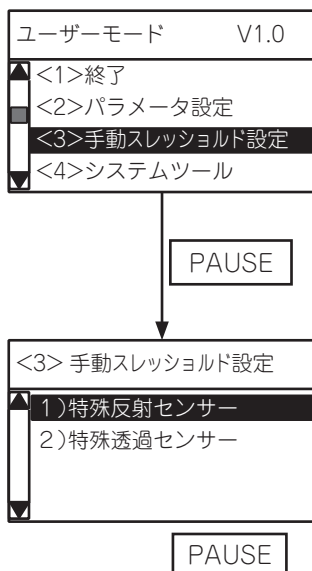 ユーザーモード V1.0
<1>終了
<2>パラメータ設定
<3>手動スレッショルド設定
<4>システムツール
PAUSE
<3> 手動スレッショルド設定
1)特殊反射センサー
2)特殊透過センサー
PAUSE